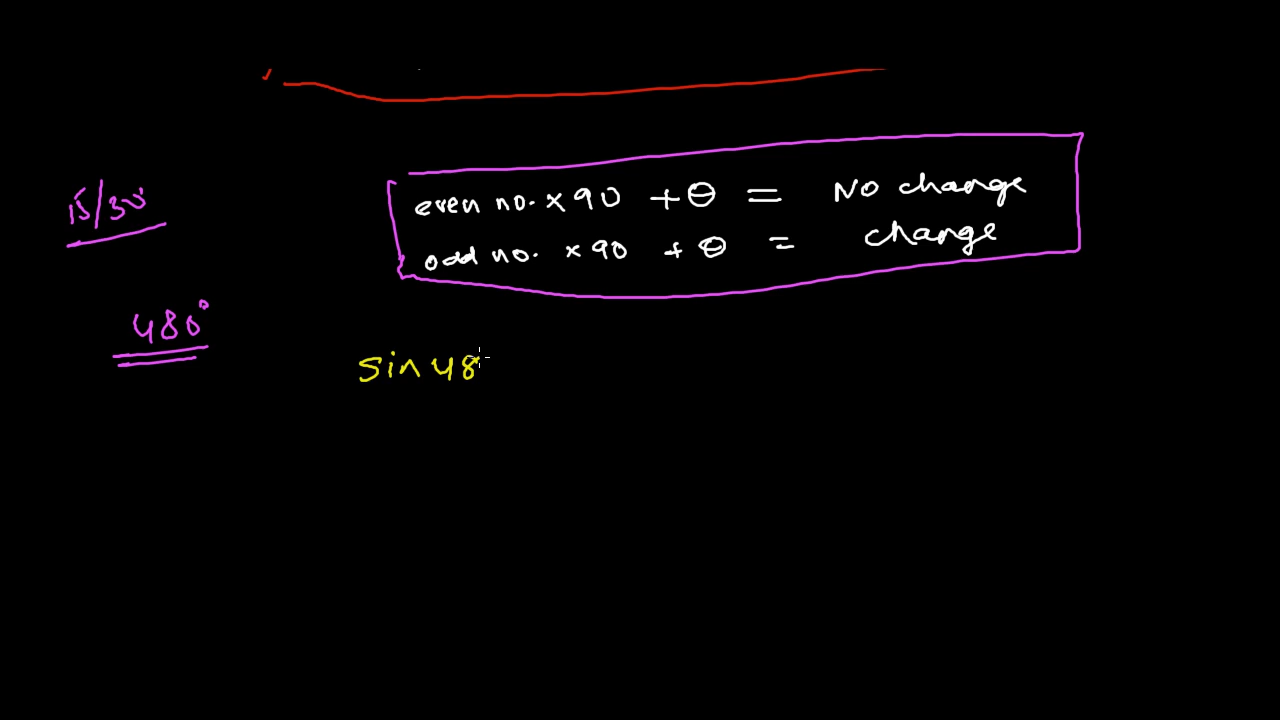 even no. × 90 + θ = No change
15/30°
odd no. × 90 + θ = change
480°
sin 48